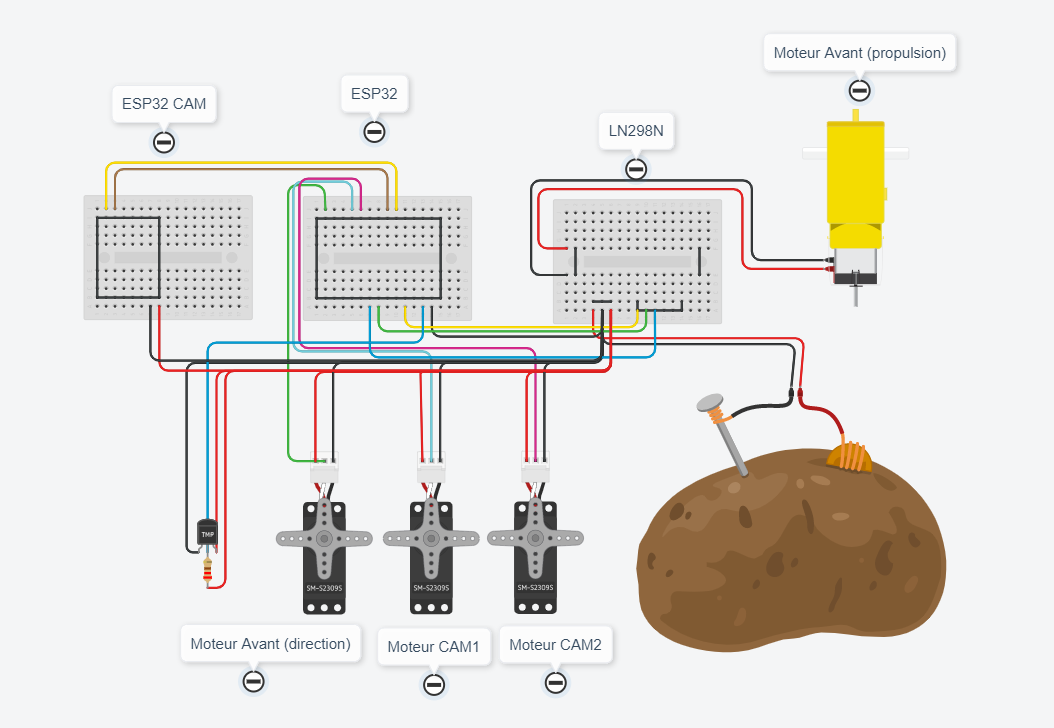 Moteur Avant (propulsion)
ESP32 CAM
ESP32
LN298N
TMP
SM-S2309S
SM-S2309S
SM-S2309S
Moteur Avant (direction)
Moteur CAM1
Moteur CAM2